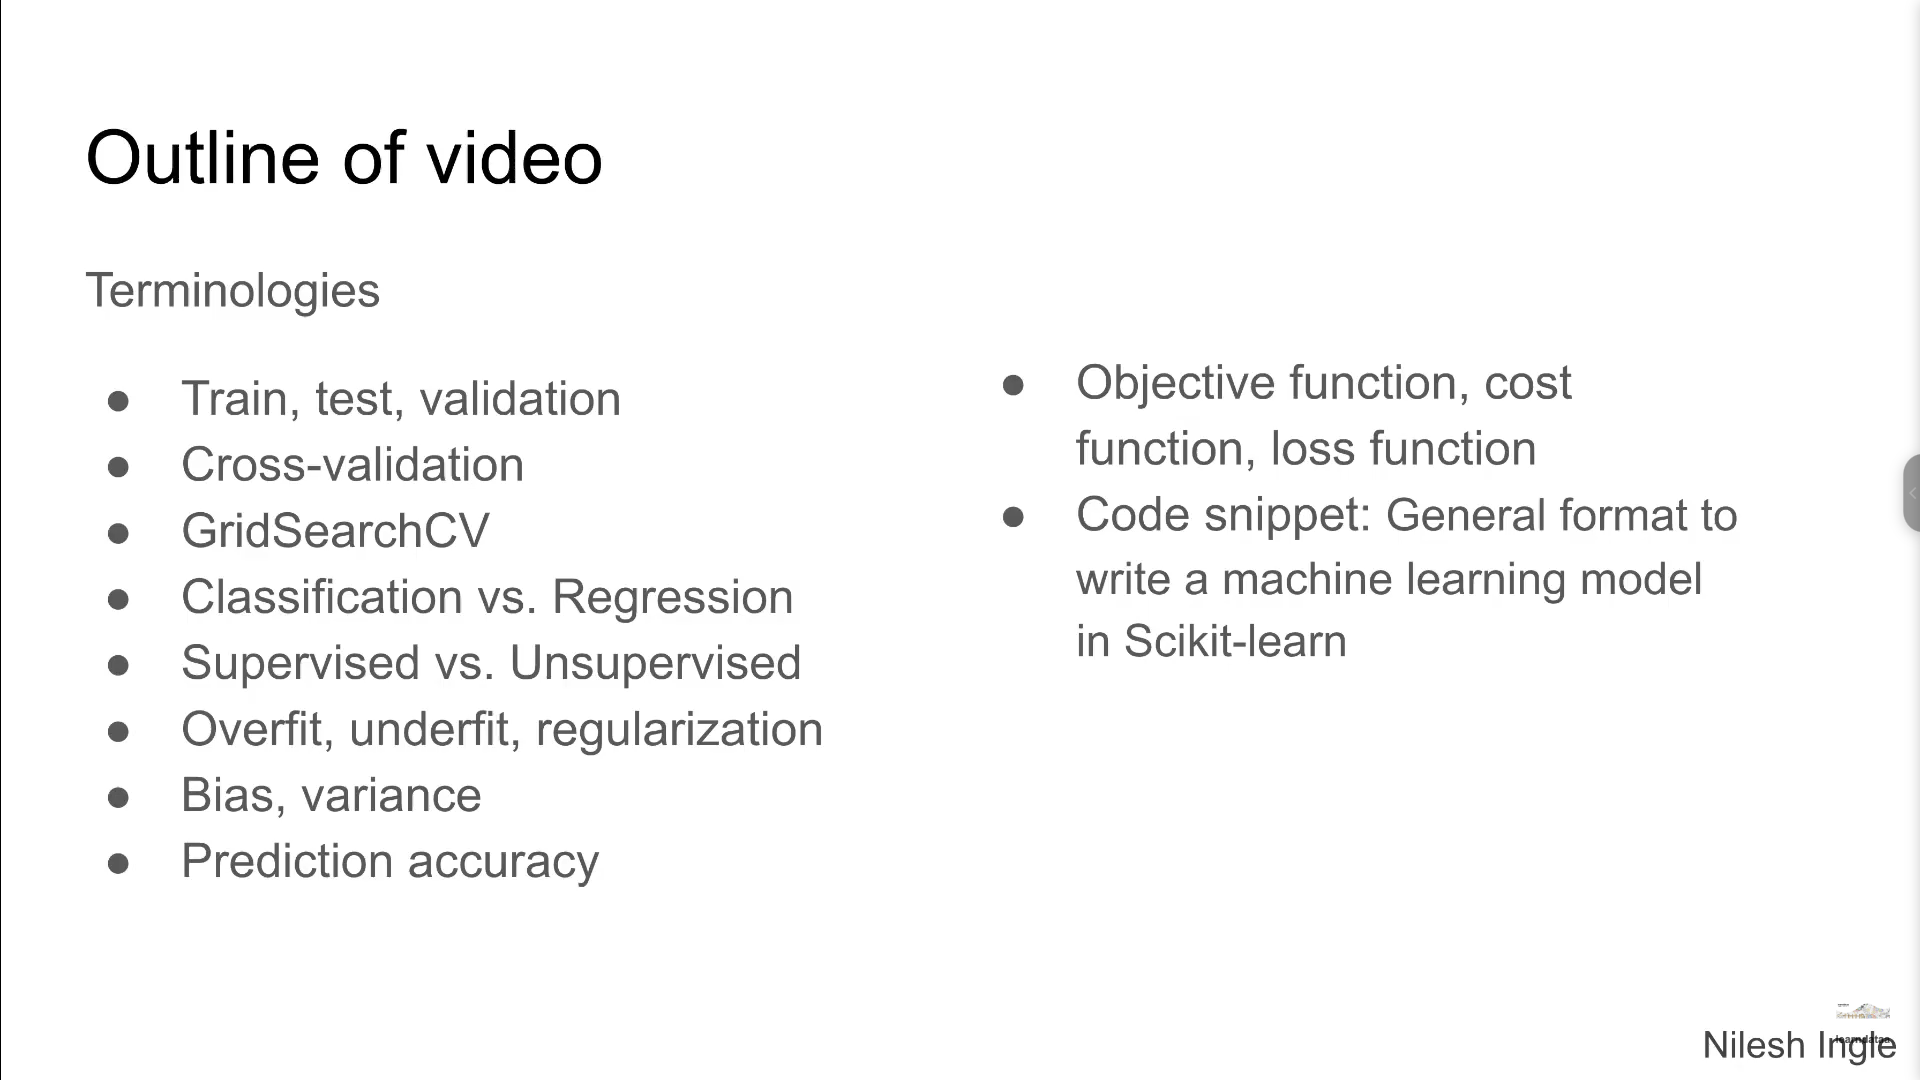 Outline of video
Terminologies
● Train, test, validation
● Cross-validation
● GridSearchCV
● Classification vs. Regression
● Supervised vs. Unsupervised
● Overfit, underfit, regularization
● Bias, variance
● Prediction accuracy
● Objective function, cost
function, loss function
● Code snippet: General format to
write a machine learning model
in Scikit-learn
Nilesh Ingle